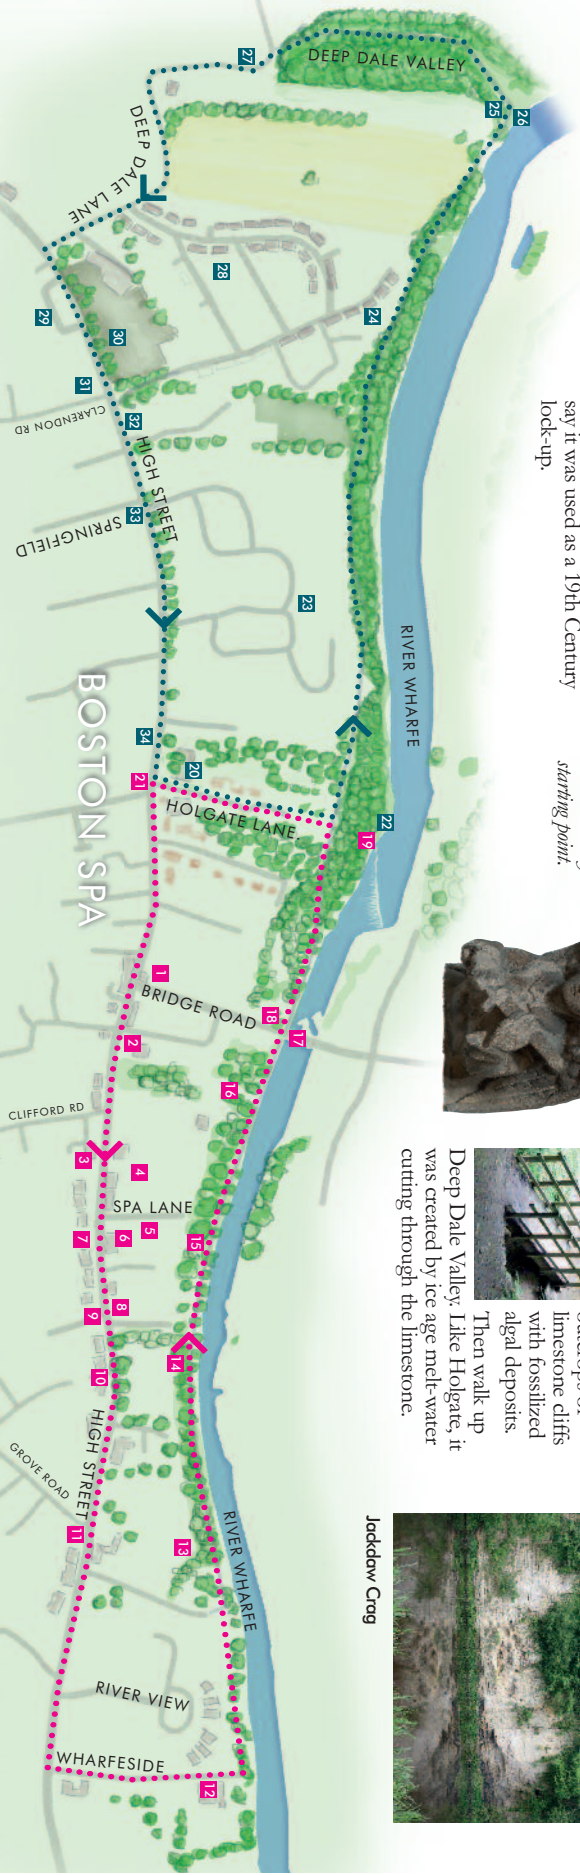 say it was used as a 19th Century
lock-up.
starting point.
limestone cliffs
with fossilized
algal deposits.
Then walk up
Deep Dale Valley. Like Holgate, it
was created by ice age melt-water
cutting through the limestone.
Jackdaw Crag
DEEP DALE VALLEY
27
26
25
DEEP DALE LANE
28
24
29
30
31
CLARENDON RD
32
HIGH STREET
33
SPRINGFIELD
23
RIVER WHARFE
34
20
21
HOLGATE LANE.
22
19
BOSTON SPA
1
BRIDGE ROAD
18
17
2
16
CLIFFORD RD
3
4
SPA LANE
5
6
7
15
8
9
14
10
HIGH STREET
GROVE ROAD
11
13
RIVER WHARFE
RIVER VIEW
WHARFESIDE
12